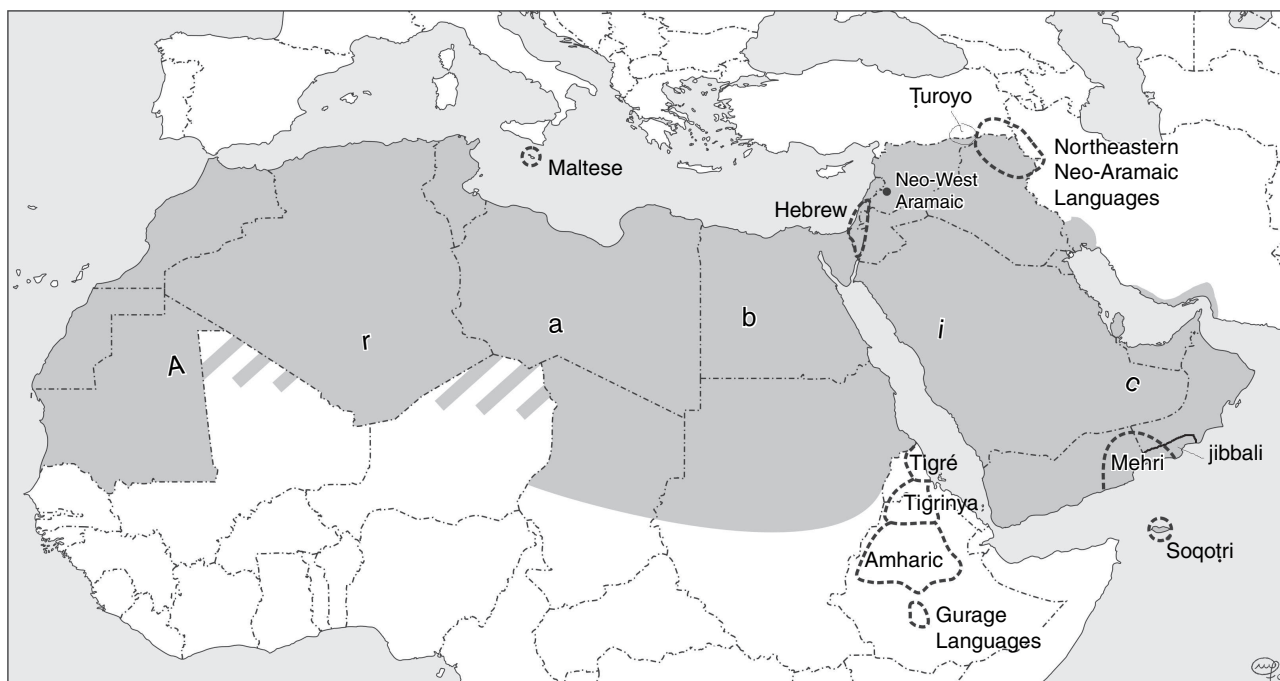 Ṭuroyo
Maltese
Northeastern
Neo-Aramaic
Languages
Neo-West
Aramaic
Hebrew
A r a b i c
Mehri
jibbali
Tigré
Tigrinya
Soqoṭri
Amharic
Gurage
Languages